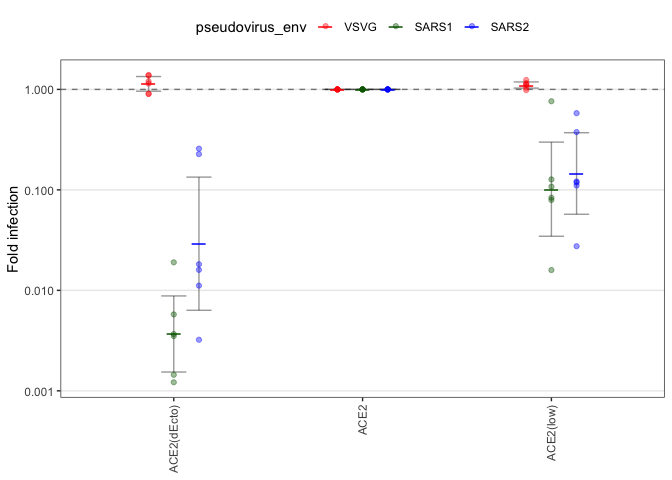 pseudovirus_env VSVG SARS1 SARS2
Fold infection
1.000
0.100
0.010
0.001
ACE2(dEcto)
ACE2
ACE2(low)